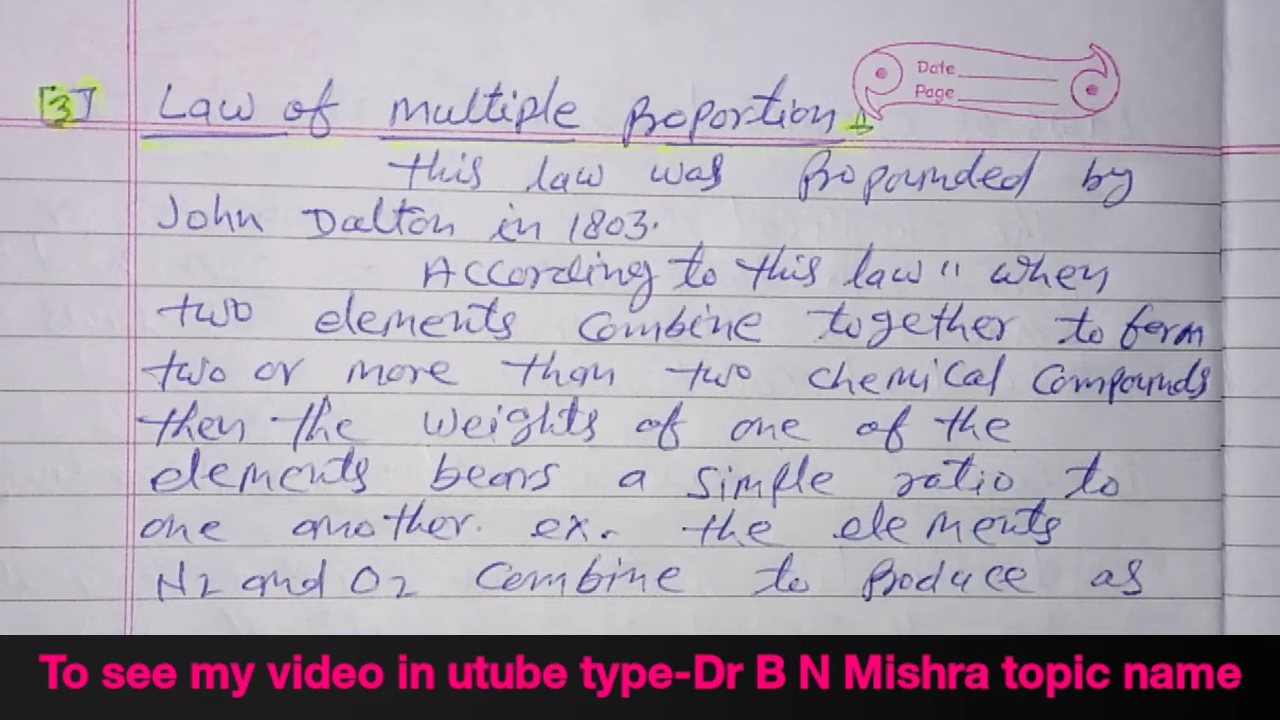 Date
Page
[3] Law of multiple Proportion
this law was Propounded by
John Dalton in 1803.
According to this law " when
two elements combine together to form
two or more than two chemical compounds
then the weights of one of the
elements bears a simple ratio to
one another. ex. the elements
N2 and O2 combine to produce as
To see my video in utube type-Dr B N Mishra topic name